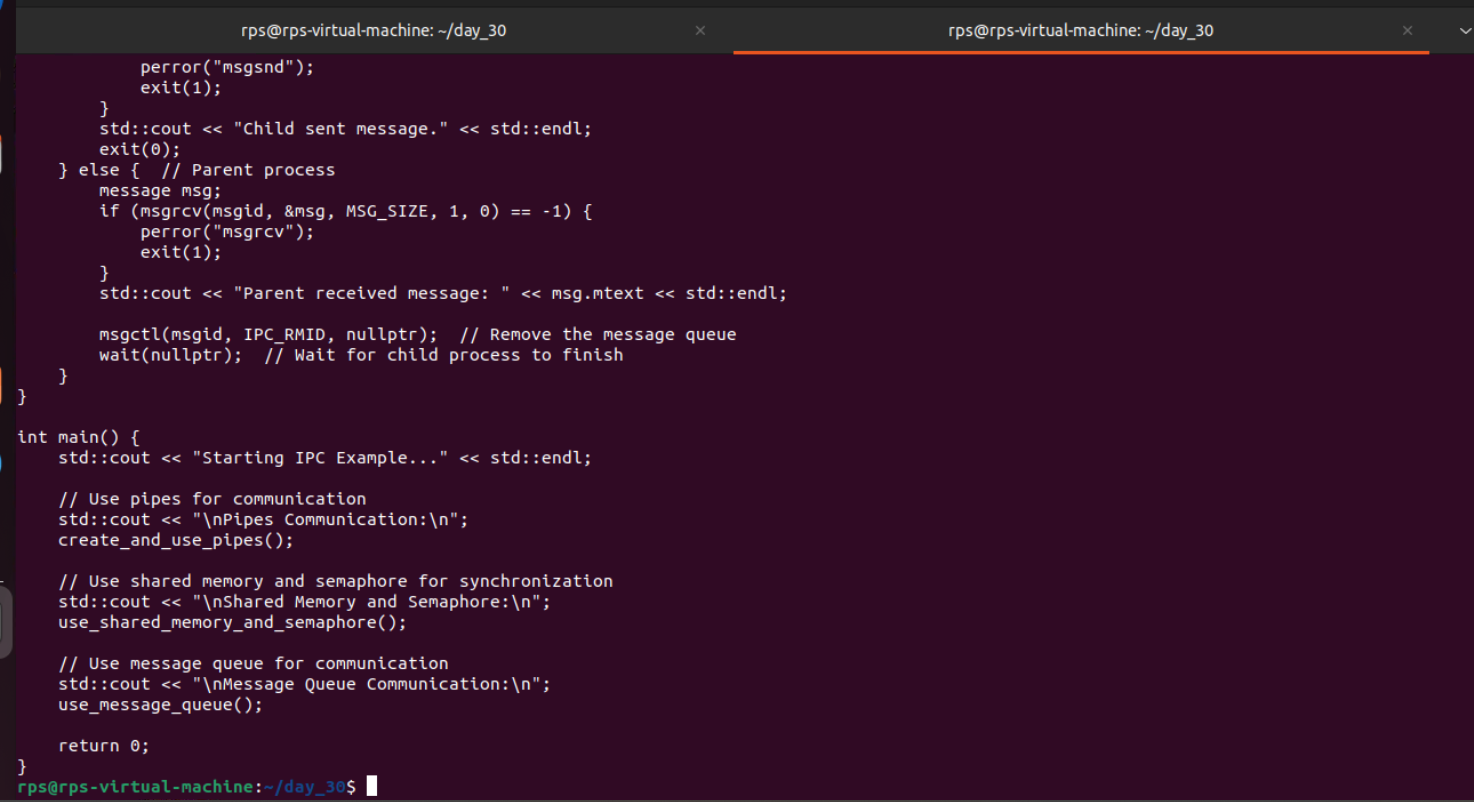 rps@rps-virtual-machine: ~/day_30 × rps@rps-virtual-machine: ~/day_30 ×
            perror("msgsnd");
            exit(1);
        }
        std::cout << "Child sent message." << std::endl;
        exit(0);
    } else {  // Parent process
        message msg;
        if (msgrcv(msgid, &msg, MSG_SIZE, 1, 0) == -1) {
            perror("msgrcv");
            exit(1);
        }
        std::cout << "Parent received message: " << msg.mtext << std::endl;

        msgctl(msgid, IPC_RMID, nullptr);  // Remove the message queue
        wait(nullptr);  // Wait for child process to finish
    }
}

int main() {
    std::cout << "Starting IPC Example..." << std::endl;

    // Use pipes for communication
    std::cout << "\nPipes Communication:\n";
    create_and_use_pipes();

    // Use shared memory and semaphore for synchronization
    std::cout << "\nShared Memory and Semaphore:\n";
    use_shared_memory_and_semaphore();

    // Use message queue for communication
    std::cout << "\nMessage Queue Communication:\n";
    use_message_queue();

    return 0;
}
rps@rps-virtual-machine:~/day_30$